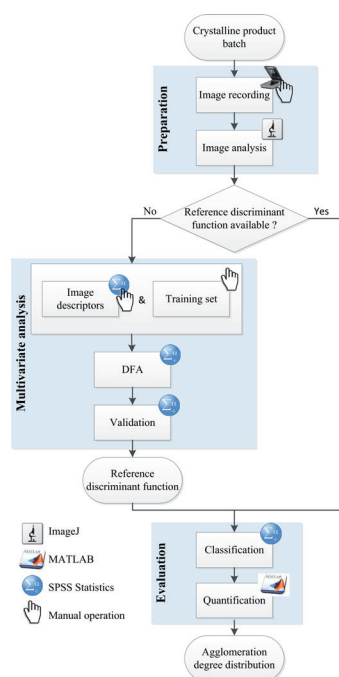 Crystalline product
batch
Preparation
Image recording
Image analysis
Reference discriminant
function available ?
No
Yes
Multivariate analysis
Image
descriptors
&
Training set
DFA
Validation
Reference
discriminant function
ImageJ
MATLAB
SPSS Statistics
Manual operation
Evaluation
Classification
Quantification
Agglomeration
degree distribution